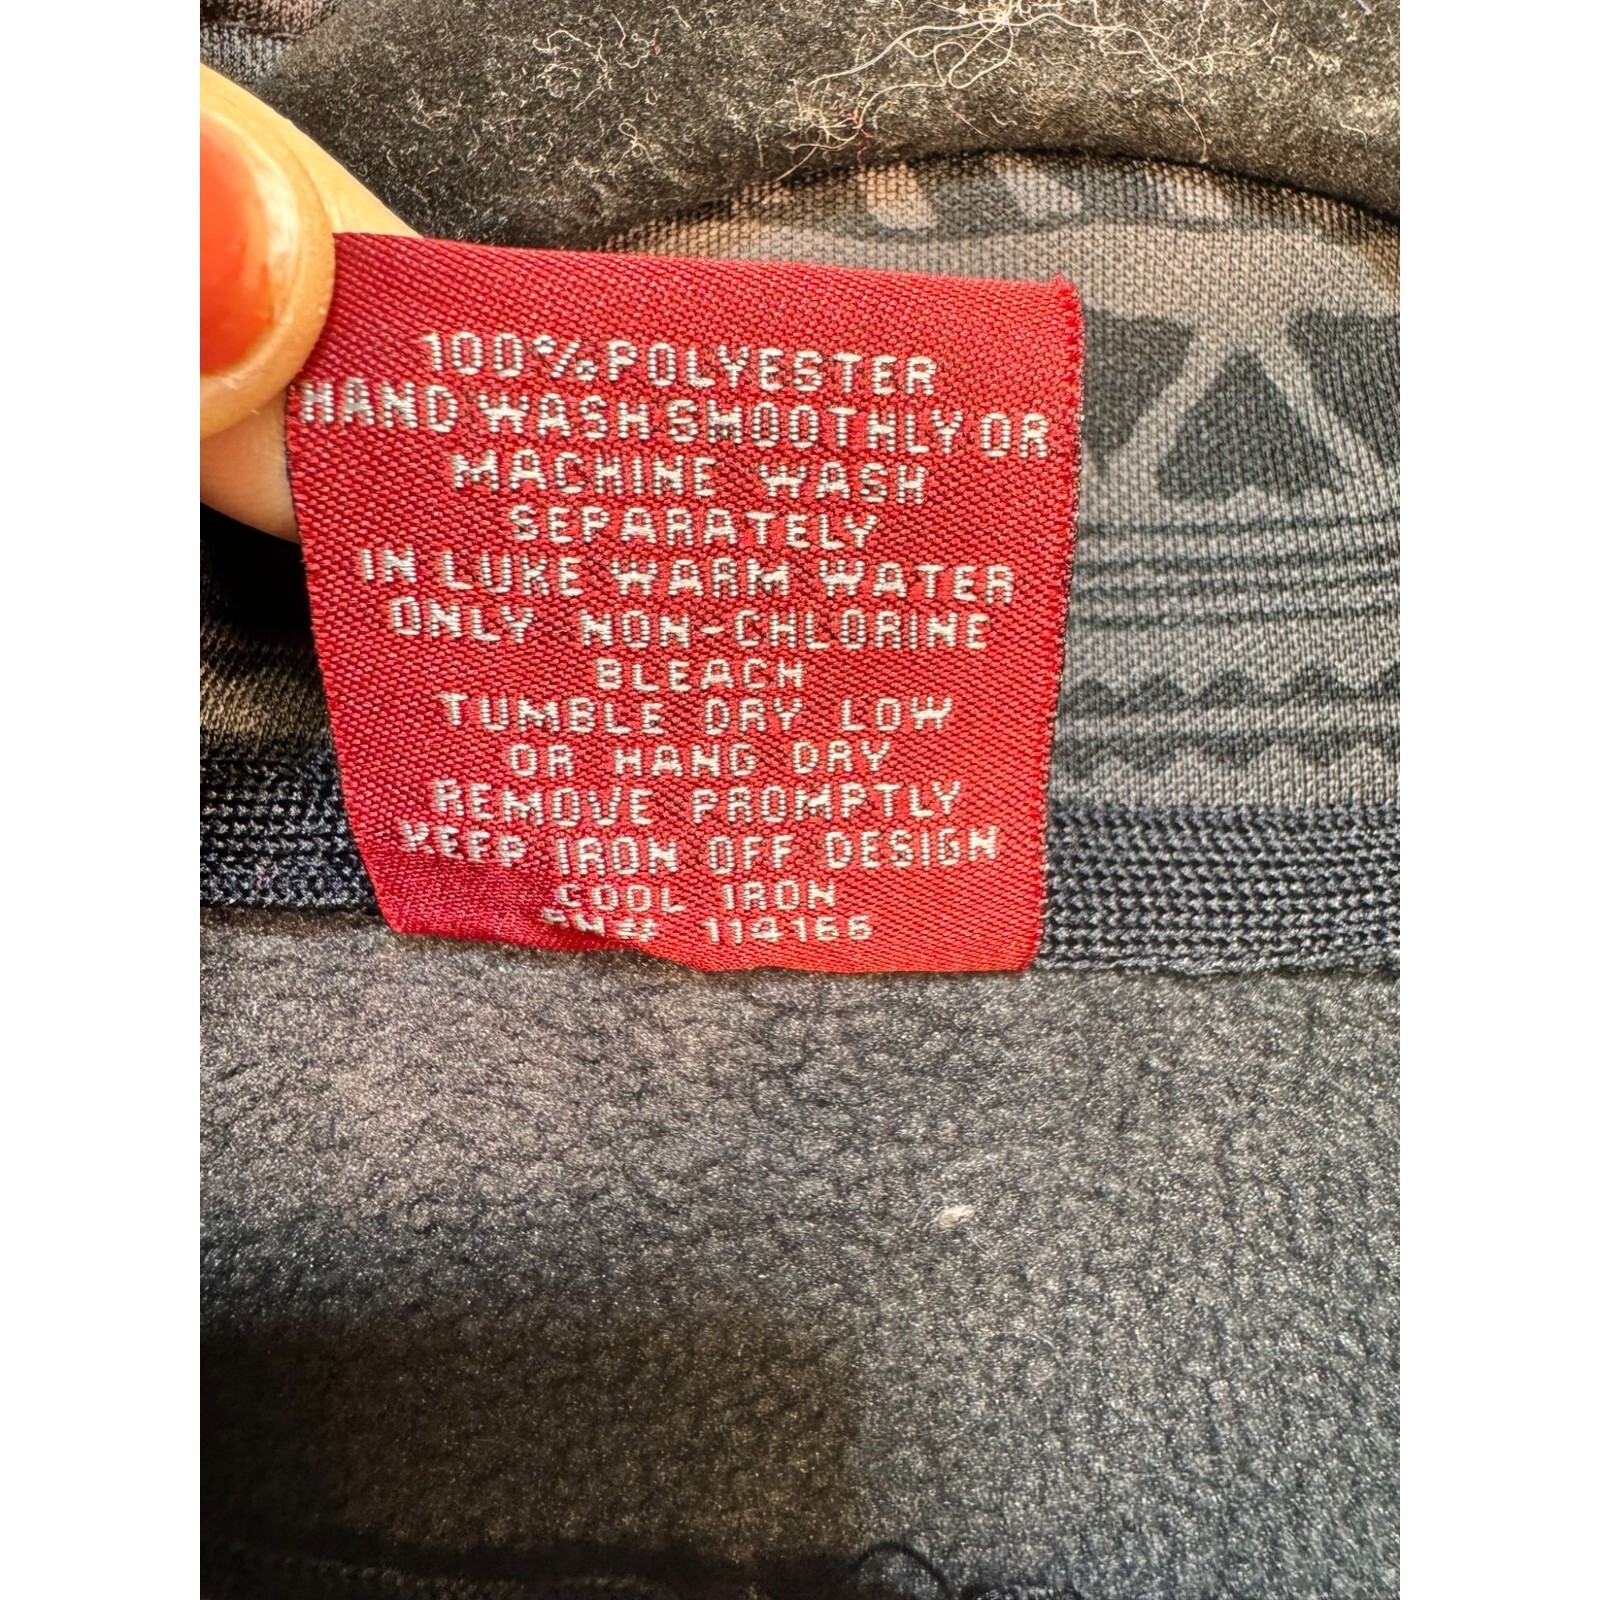 100%POLYESTER
HAND WASH SMOOTHLY OR
MACHINE WASH
SEPARATELY
IN LUKE WARM WATER
ONLY NON-CHLORINE
BLEACH
TUMBLE DRY LOW
OR HANG DRY
REMOVE PROMPTLY
KEEP IRON OFF DESIGN
COOL IRON
114166